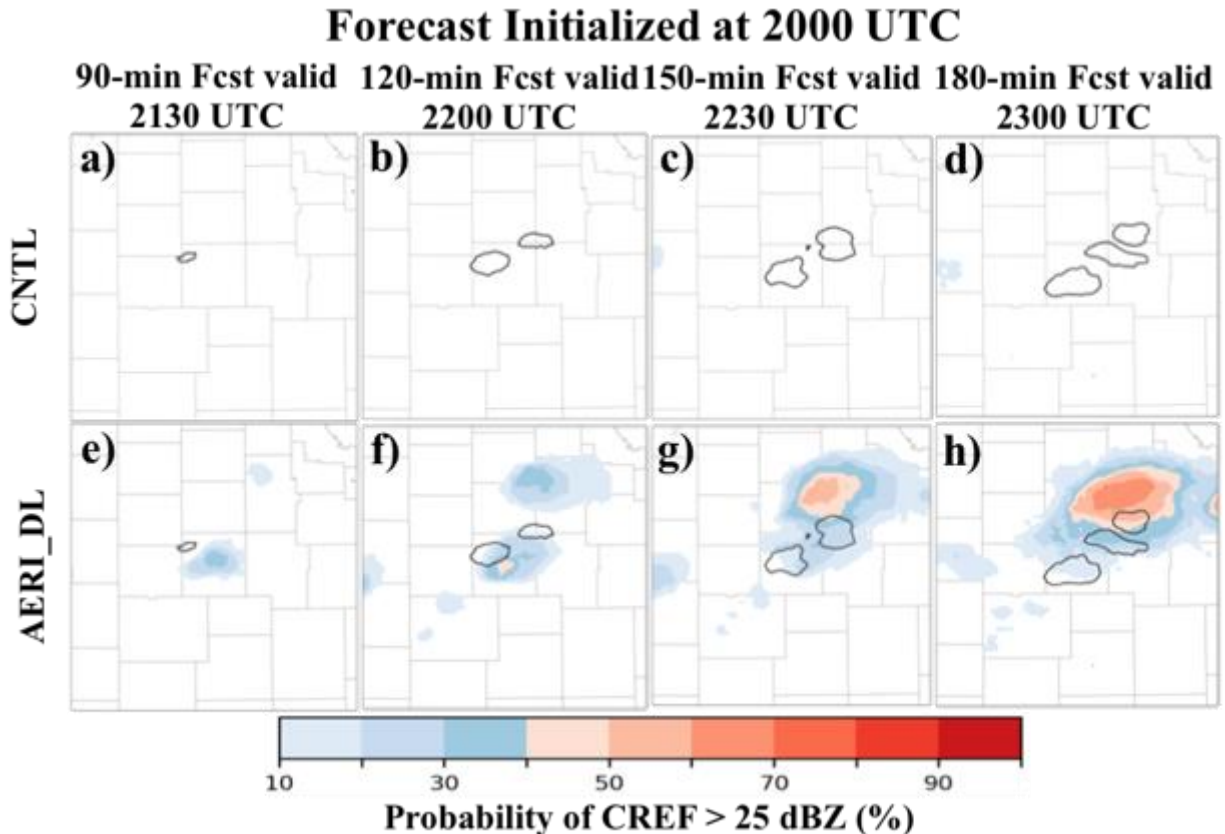 Forecast Initialized at 2000 UTC
90-min Fcst valid 120-min Fcst valid 150-min Fcst valid 180-min Fcst valid
2130 UTC 2200 UTC 2230 UTC 2300 UTC
CNTL
a) b) c) d)
AERI_DL
e) f) g) h)
10 30 50 70 90
Probability of CREF > 25 dBZ (%)